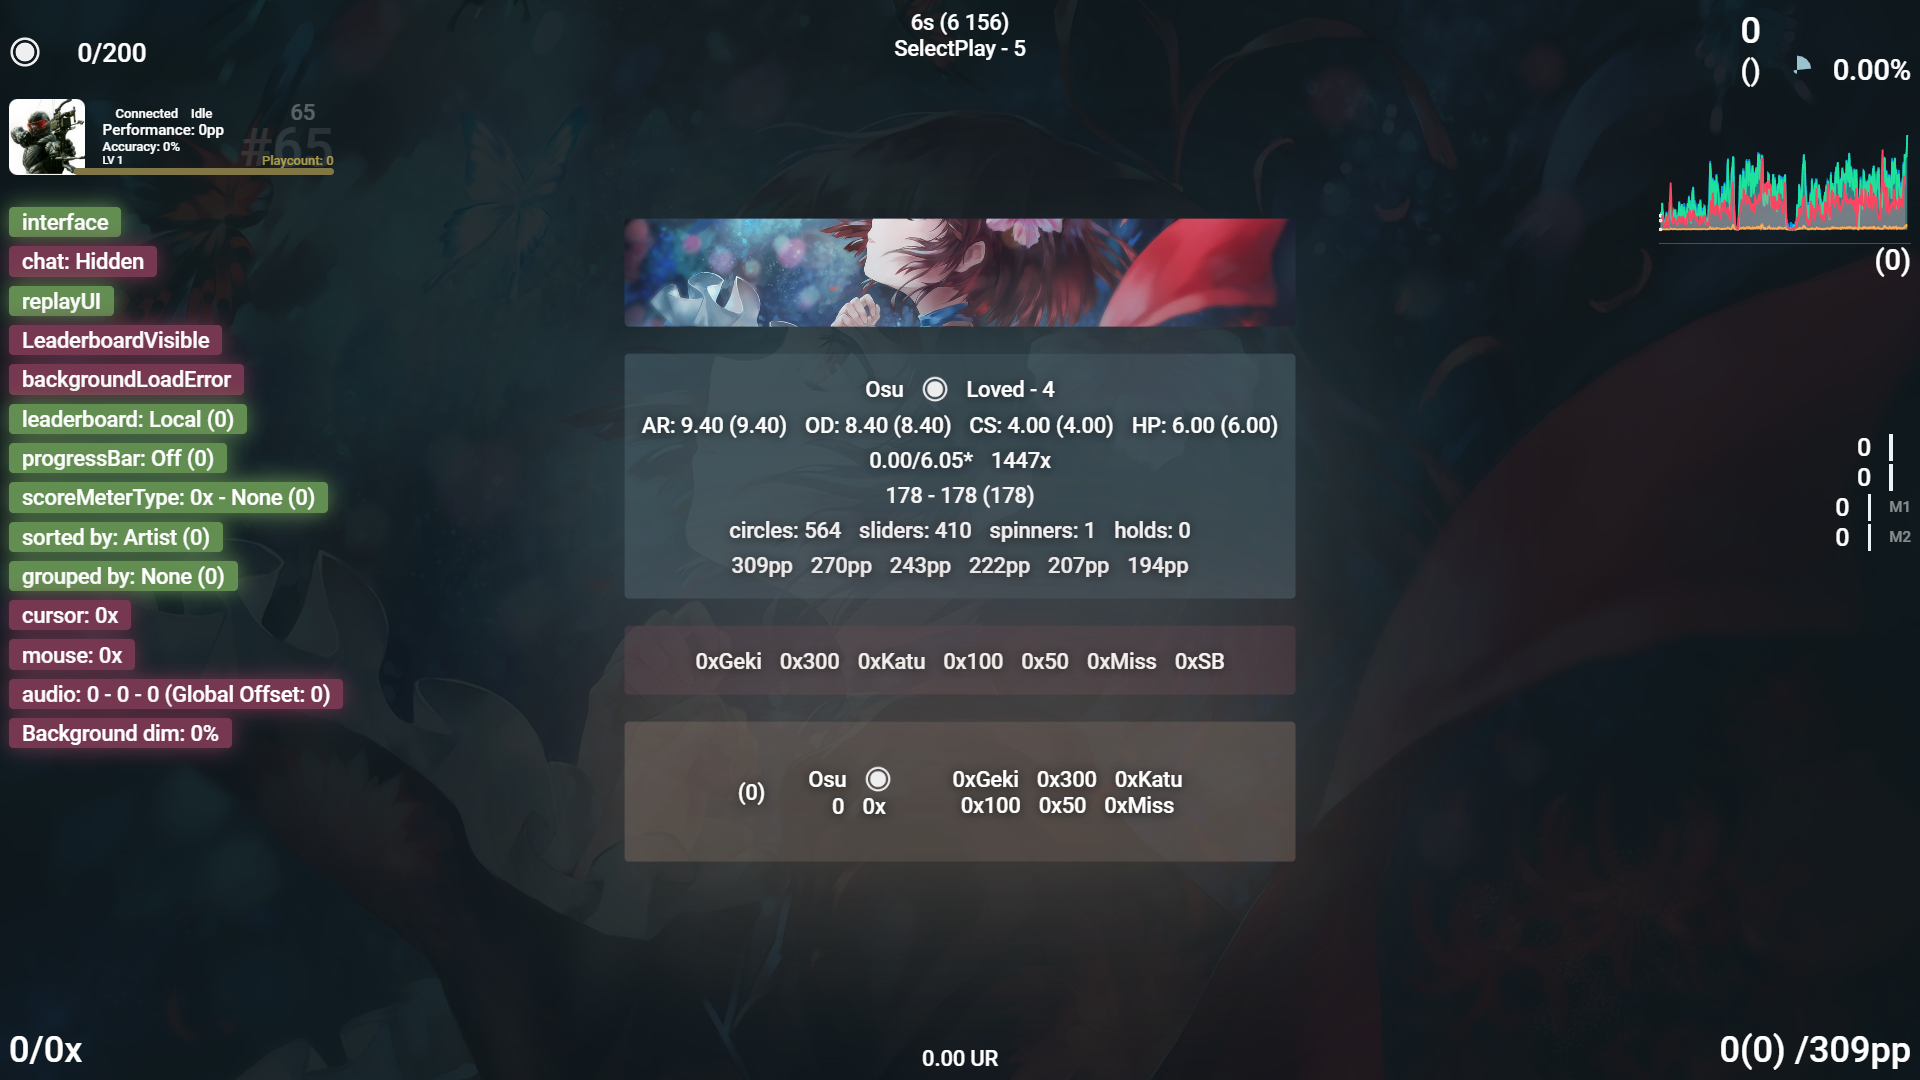 6s (6 156)
SelectPlay - 5
0/200
Connected Idle
Performance: 0pp
Accuracy: 0%
LV 1
65
#65
Playcount: 0
interface
chat: Hidden
replayUI
LeaderboardVisible
backgroundLoadError
leaderboard: Local (0)
progressBar: Off (0)
scoreMeterType: 0x - None (0)
sorted by: Artist (0)
grouped by: None (0)
cursor: 0x
mouse: 0x
audio: 0 - 0 - 0 (Global Offset: 0)
Background dim: 0%
Osu Loved - 4
AR: 9.40 (9.40) OD: 8.40 (8.40) CS: 4.00 (4.00) HP: 6.00 (6.00)
0.00/6.05* 1447x
178 - 178 (178)
circles: 564 sliders: 410 spinners: 1 holds: 0
309pp 270pp 243pp 222pp 207pp 194pp
0xGeki 0x300 0xKatu 0x100 0x50 0xMiss 0xSB
(0)
Osu
0 0x
0xGeki 0x300 0xKatu
0x100 0x50 0xMiss
0
() 0.00%
(0)
0
0
0 M1
0 M2
0/0x
0.00 UR
0(0) /309pp